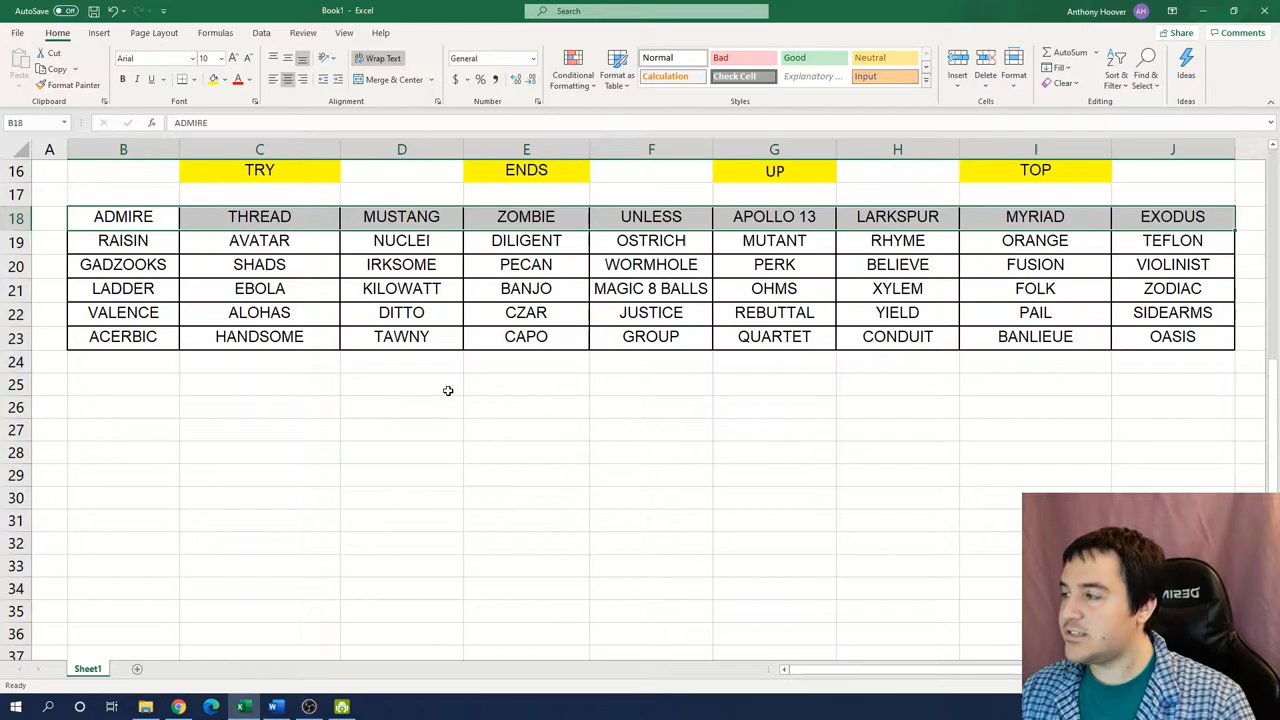 AutoSave Off Book1 - Excel Search Anthony Hoover AH
File Home Insert Page Layout Formulas Data Review View Help Share Comments
Cut Arial 10 Wrap Text General Normal Bad Good Neutral AutoSum
Paste Copy Conditional Formatting Format as Table Calculation Check Cell Explanatory ... Input Insert Delete Format Fill Sort & Filter Find & Select Ideas
Format Painter B I U Merge & Center $ % Clear
Clipboard Font Alignment Number Styles Cells Editing Ideas
B18 fx ADMIRE
A B C D E F G H I J
16 TRY ENDS UP TOP
17
18 ADMIRE THREAD MUSTANG ZOMBIE UNLESS APOLLO 13 LARKSPUR MYRIAD EXODUS
19 RAISIN AVATAR NUCLEI DILIGENT OSTRICH MUTANT RHYME ORANGE TEFLON
20 GADZOOKS SHADS IRKSOME PECAN WORMHOLE PERK BELIEVE FUSION VIOLINIST
21 LADDER EBOLA KILOWATT BANJO MAGIC 8 BALLS OHMS XYLEM FOLK ZODIAC
22 VALENCE ALOHAS DITTO CZAR JUSTICE REBUTTAL YIELD PAIL SIDEARMS
23 ACERBIC HANDSOME TAWNY CAPO GROUP QUARTET CONDUIT BANLIEUE OASIS
24
25
26
27
28
29
30
31
32
33
34
35
36
37
DESIN
Sheet1
Ready